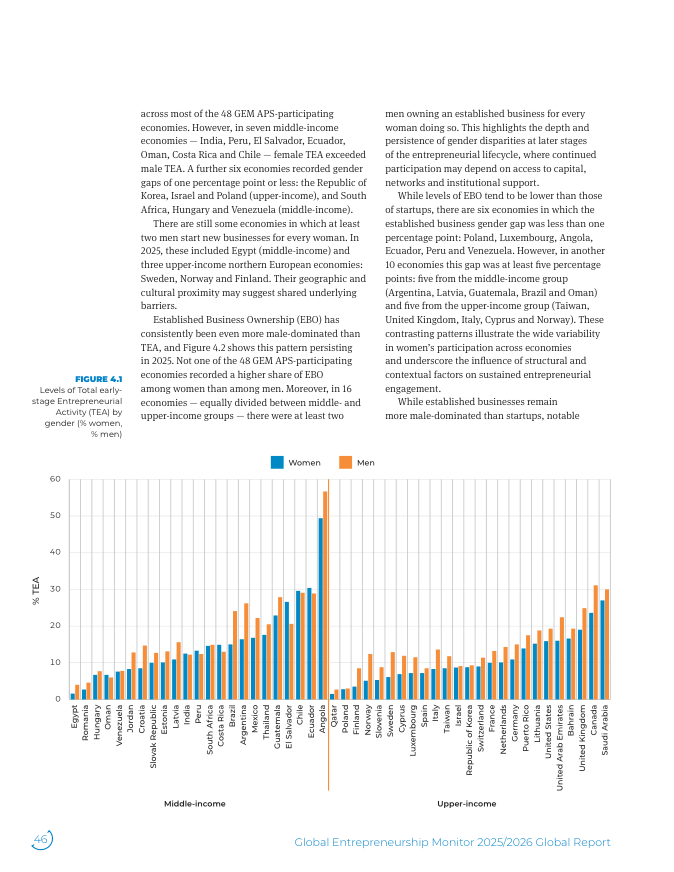 across most of the 48 GEM APS-participating
economies. However, in seven middle-income
economies — India, Peru, El Salvador, Ecuador,
Oman, Costa Rica and Chile — female TEA exceeded
male TEA. A further six economies recorded gender
gaps of one percentage point or less: the Republic of
Korea, Israel and Poland (upper-income), and South
Africa, Hungary and Venezuela (middle-income).
There are still some economies in which at least
two men start new businesses for every woman. In
2025, these included Egypt (middle-income) and
three upper-income northern European economies:
Sweden, Norway and Finland. Their geographic and
cultural proximity may suggest shared underlying
barriers.
Established Business Ownership (EBO) has
consistently been even more male-dominated than
TEA, and Figure 4.2 shows this pattern persisting
in 2025. Not one of the 48 GEM APS-participating
economies recorded a higher share of EBO
among women than among men. Moreover, in 16
economies — equally divided between middle- and
upper-income groups — there were at least two
men owning an established business for every
woman doing so. This highlights the depth and
persistence of gender disparities at later stages
of the entrepreneurial lifecycle, where continued
participation may depend on access to capital,
networks and institutional support.
While levels of EBO tend to be lower than those
of startups, there are six economies in which the
established business gender gap was less than one
percentage point: Poland, Luxembourg, Angola,
Ecuador, Peru and Venezuela. However, in another
10 economies this gap was at least five percentage
points: five from the middle-income group
(Argentina, Latvia, Guatemala, Brazil and Oman)
and five from the upper-income group (Taiwan,
United Kingdom, Italy, Cyprus and Norway). These
contrasting patterns illustrate the wide variability
in women's participation across economies
and underscore the influence of structural and
contextual factors on sustained entrepreneurial
engagement.
While established businesses remain
more male-dominated than startups, notable
FIGURE 4.1
Levels of Total early-
stage Entrepreneurial
Activity (TEA) by
gender (% women,
% men)
Women
Men
% TEA
60
50
40
30
20
10
0
Egypt
Romania
Hungary
Oman
Venezuela
Jordan
Croatia
Slovak Republic
Estonia
Latvia
India
Peru
South Africa
Costa Rica
Brazil
Argentina
Mexico
Thailand
Guatemala
El Salvador
Chile
Ecuador
Angola
Qatar
Poland
Finland
Norway
Slovenia
Sweden
Cyprus
Luxembourg
Spain
Italy
Taiwan
Israel
Republic of Korea
Switzerland
France
Netherlands
Germany
Puerto Rico
Lithuania
United States
United Arab Emirates
Bahrain
United Kingdom
Canada
Saudi Arabia
Middle-income
Upper-income
46
Global Entrepreneurship Monitor 2025/2026 Global Report